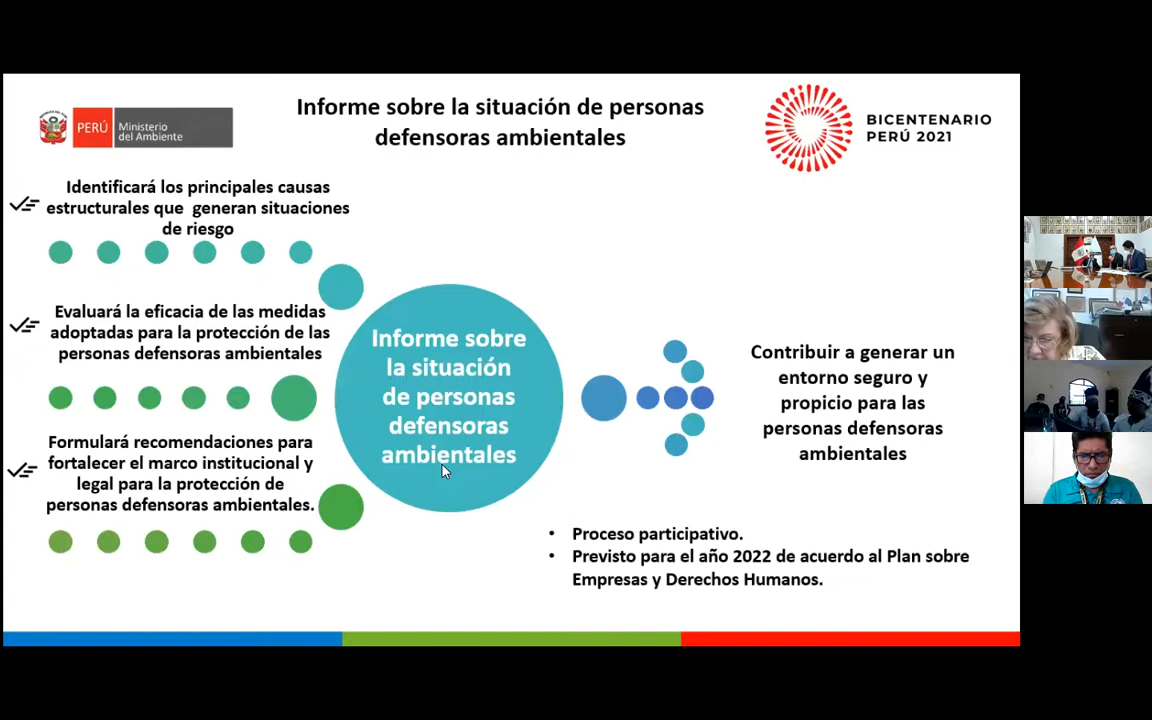 PERÚ
Ministerio
del Ambiente
Informe sobre la situación de personas
defensoras ambientales
BICENTENARIO
PERÚ 2021
Identificará los principales causas
estructurales que generan situaciones
de riesgo
Evaluará la eficacia de las medidas
adoptadas para la protección de las
personas defensoras ambientales
Formulará recomendaciones para
fortalecer el marco institucional y
legal para la protección de
personas defensoras ambientales.
Informe sobre
la situación
de personas
defensoras
ambientales
Contribuir a generar un
entorno seguro y
propicio para las
personas defensoras
ambientales
• Proceso participativo.
• Previsto para el año 2022 de acuerdo al Plan sobre
Empresas y Derechos Humanos.